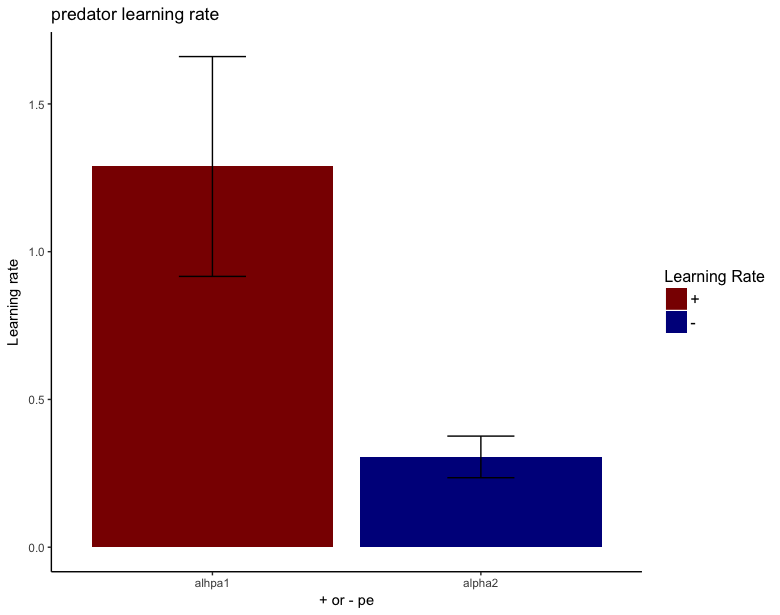 predator learning rate
1.5
1.0
0.5
0.0
Learning rate
alhpa1
alpha2
+ or - pe
Learning Rate
+
-